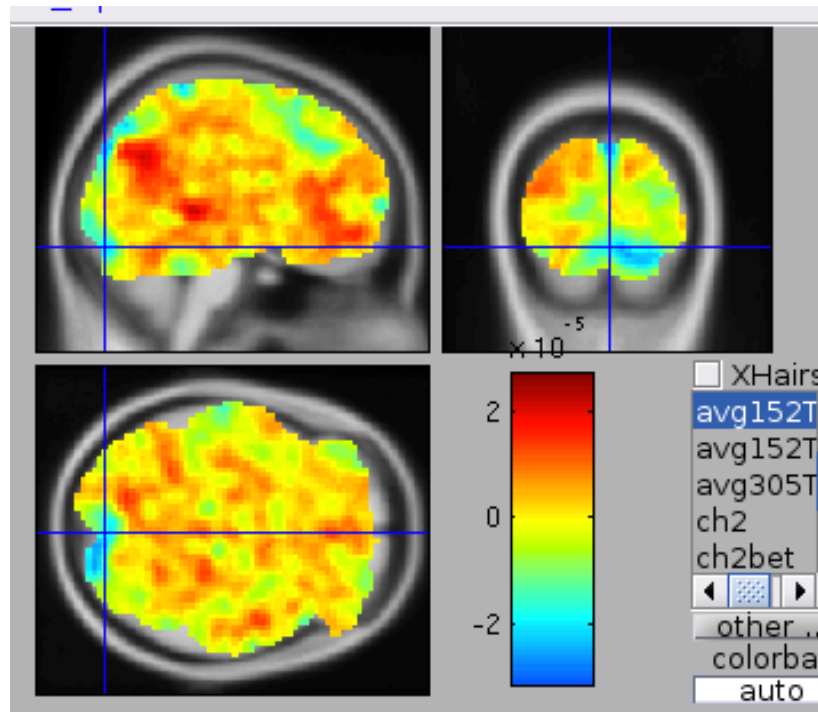 × 10
-5
2
0
-2
XHairs
avg152T
avg152T
avg305T
ch2
ch2bet
other ..
colorba
auto